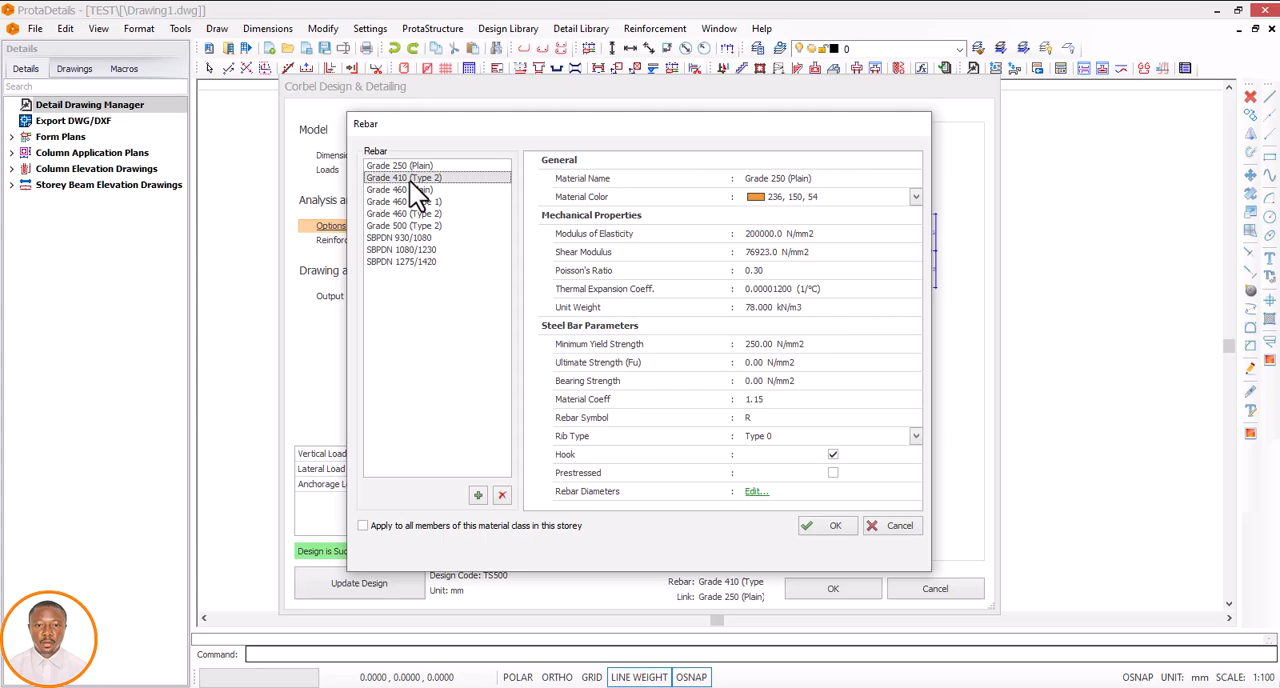 ProtaDetails - [TEST\[\Drawing1.dwg]]
File Edit View Format Tools Draw Dimensions Modify Settings ProtaStructure Design Library Detail Library Reinforcement Window Help
Details
Details Drawings Macros
0
Search
Detail Drawing Manager
Export DWG/DXF
Form Plans
Column Application Plans
Column Elevation Drawings
Storey Beam Elevation Drawings
Corbel Design & Detailing
Model
Dimensio
Loads
Analysis a
Options
Reinforc
Drawing a
Output
Vertical Load
Lateral Load
Anchorage L
Design is Suc
Update Design
Design Code: TS500
Unit: mm
Rebar: Grade 410 (Type
Link: Grade 250 (Plain)
OK
Cancel
Rebar
Rebar
Grade 250 (Plain)
Grade 410 (Type 2)
Grade 460
Grade 460
Grade 460 (Type 2)
Grade 500 (Type 2)
SBPDN 930/1080
SBPDN 1080/1230
SBPDN 1275/1420
General
Material Name : Grade 250 (Plain)
Material Color : 236, 150, 54
Mechanical Properties
Modulus of Elasticity : 200000.0 N/mm2
Shear Modulus : 76923.0 N/mm2
Poisson's Ratio : 0.30
Thermal Expansion Coeff. : 0.00001200 (1/°C)
Unit Weight : 78.000 kN/m3
Steel Bar Parameters
Minimum Yield Strength : 250.00 N/mm2
Ultimate Strength (Fu) : 0.00 N/mm2
Bearing Strength : 0.00 N/mm2
Material Coeff : 1.15
Rebar Symbol : R
Rib Type : Type 0
Hook :
Prestressed :
Rebar Diameters : Edit...
Apply to all members of this material class in this storey
OK
Cancel
Command:
0.0000 , 0.0000 , 0.0000 POLAR ORTHO GRID LINE WEIGHT OSNAP OSNAP UNIT: mm SCALE: 1:100